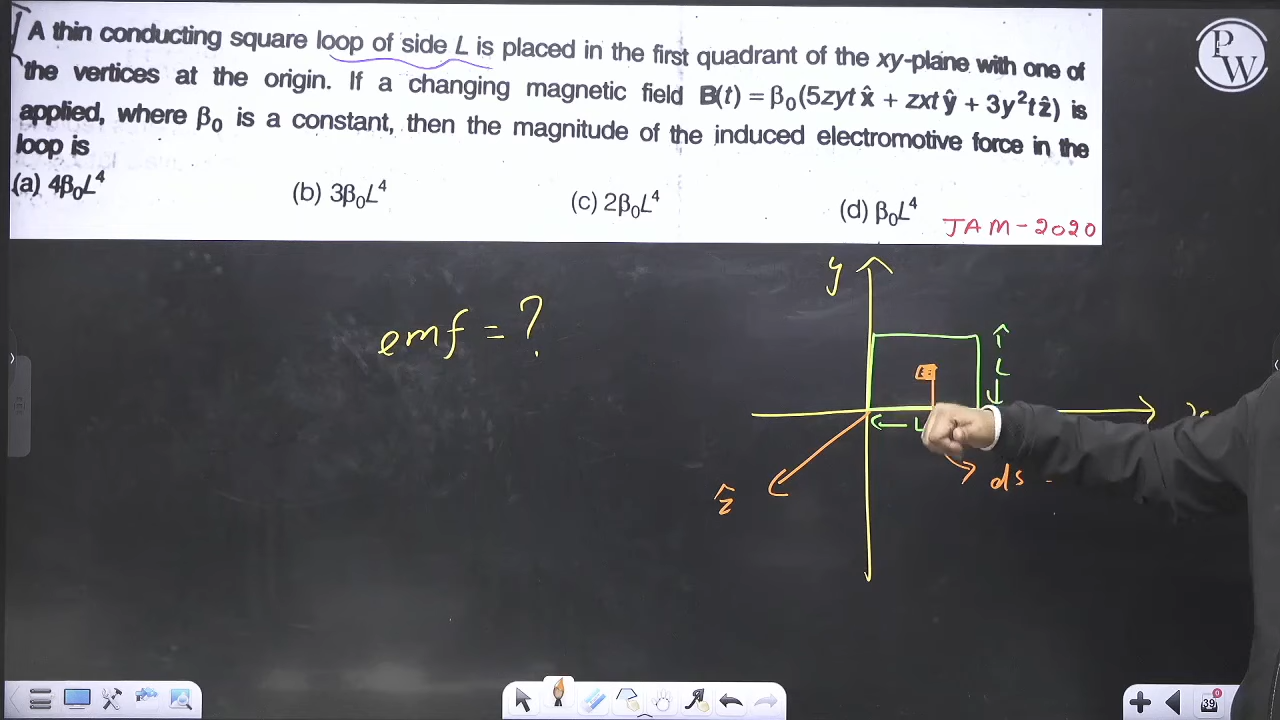 A thin conducting square loop of side L is placed in the first quadrant of the xy-plane with one of
the vertices at the origin. If a changing magnetic field B(t) = β₀(5zyt x̂ + zxt ŷ + 3y²t ẑ) is
applied, where β₀ is a constant, then the magnitude of the induced electromotive force in the
loop is
(a) 4β₀L⁴ (b) 3β₀L⁴ (c) 2β₀L⁴ (d) β₀L⁴
JAM-2020
PW
y
emf = ?
L
L
ẑ
ds
39